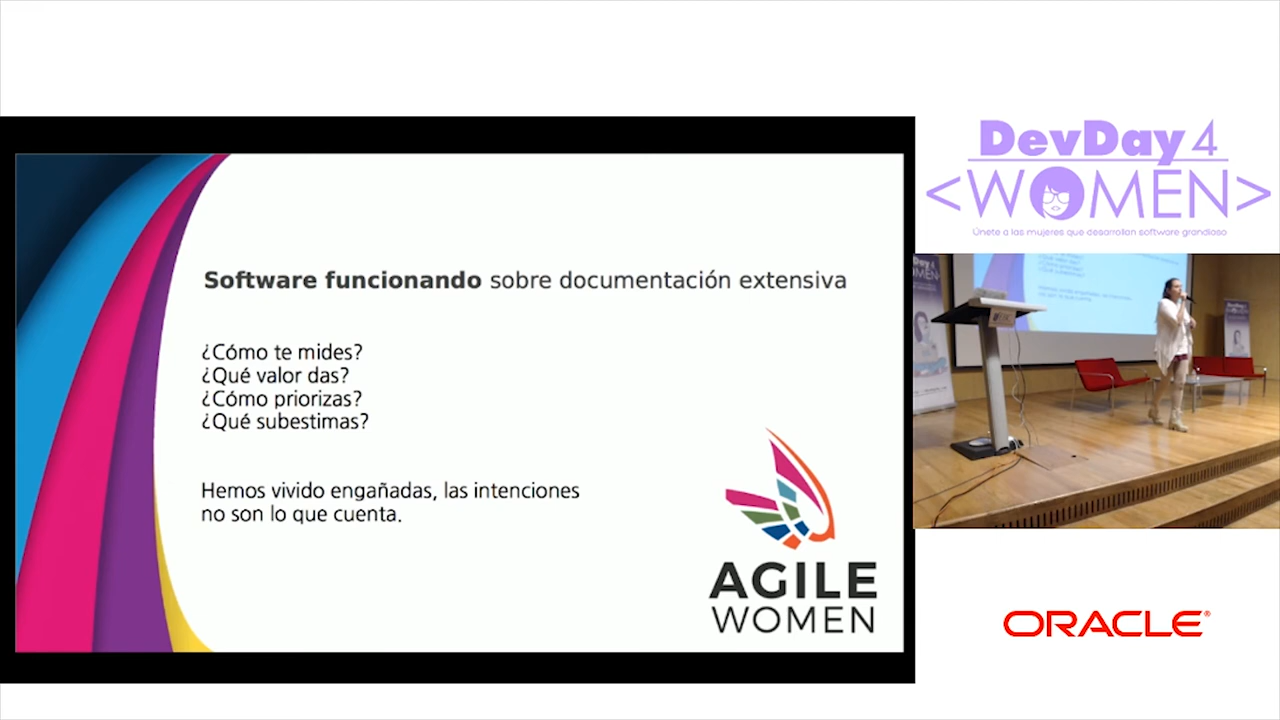 Software funcionando sobre documentación extensiva
¿Cómo te mides?
¿Qué valor das?
¿Cómo priorizas?
¿Qué subestimas?
Hemos vivido engañadas, las intenciones
no son lo que cuenta.
AGILE
WOMEN
DevDay4
<WOMEN>
Únete a las mujeres que desarrollan software grandioso
ORACLE®